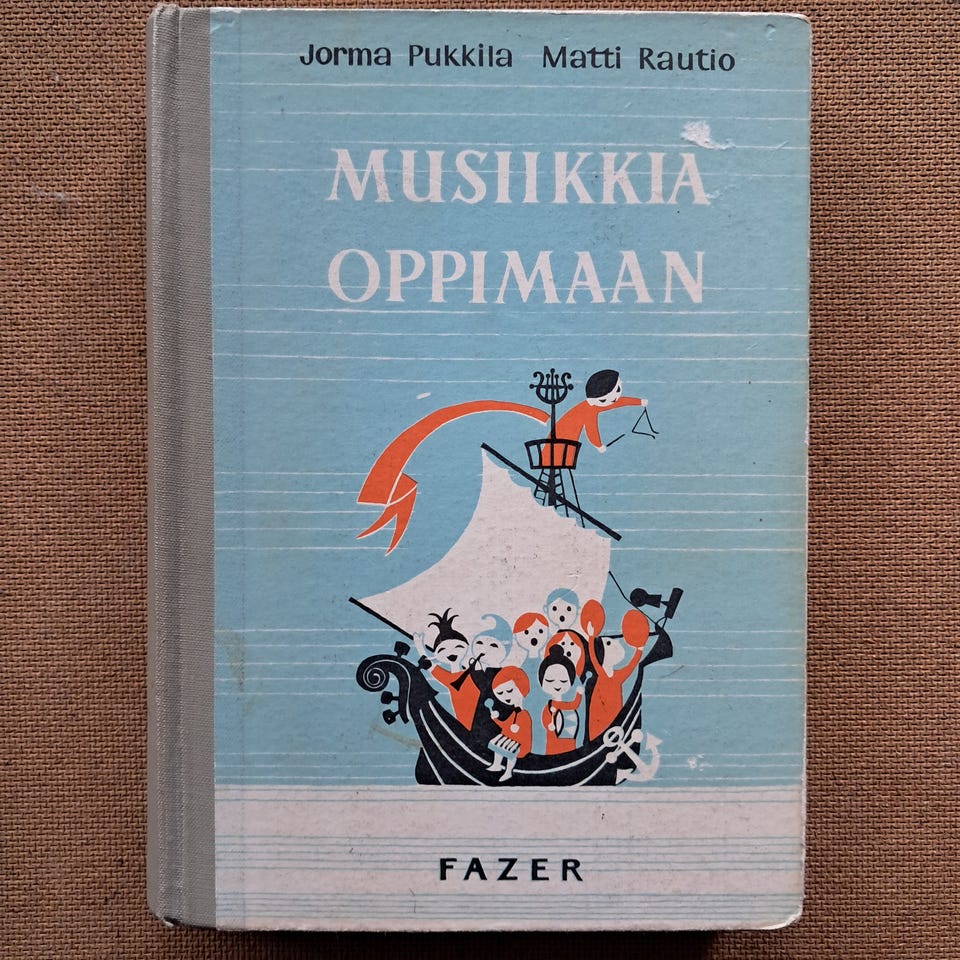 Jorma Pukkila Matti Rautio
MUSIIKKIA
OPPIMAAN
FAZER